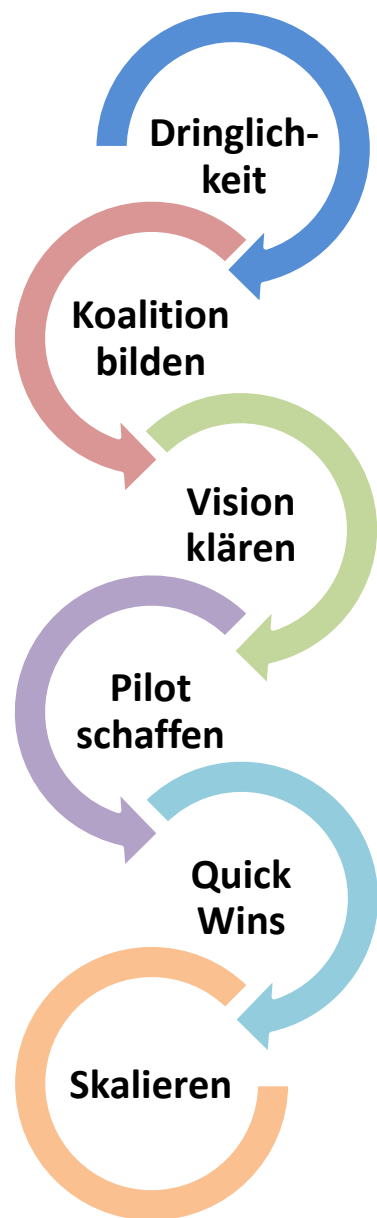 Dringlich-
keit
Koalition
bilden
Vision
klären
Pilot
schaffen
Quick
Wins
Skalieren